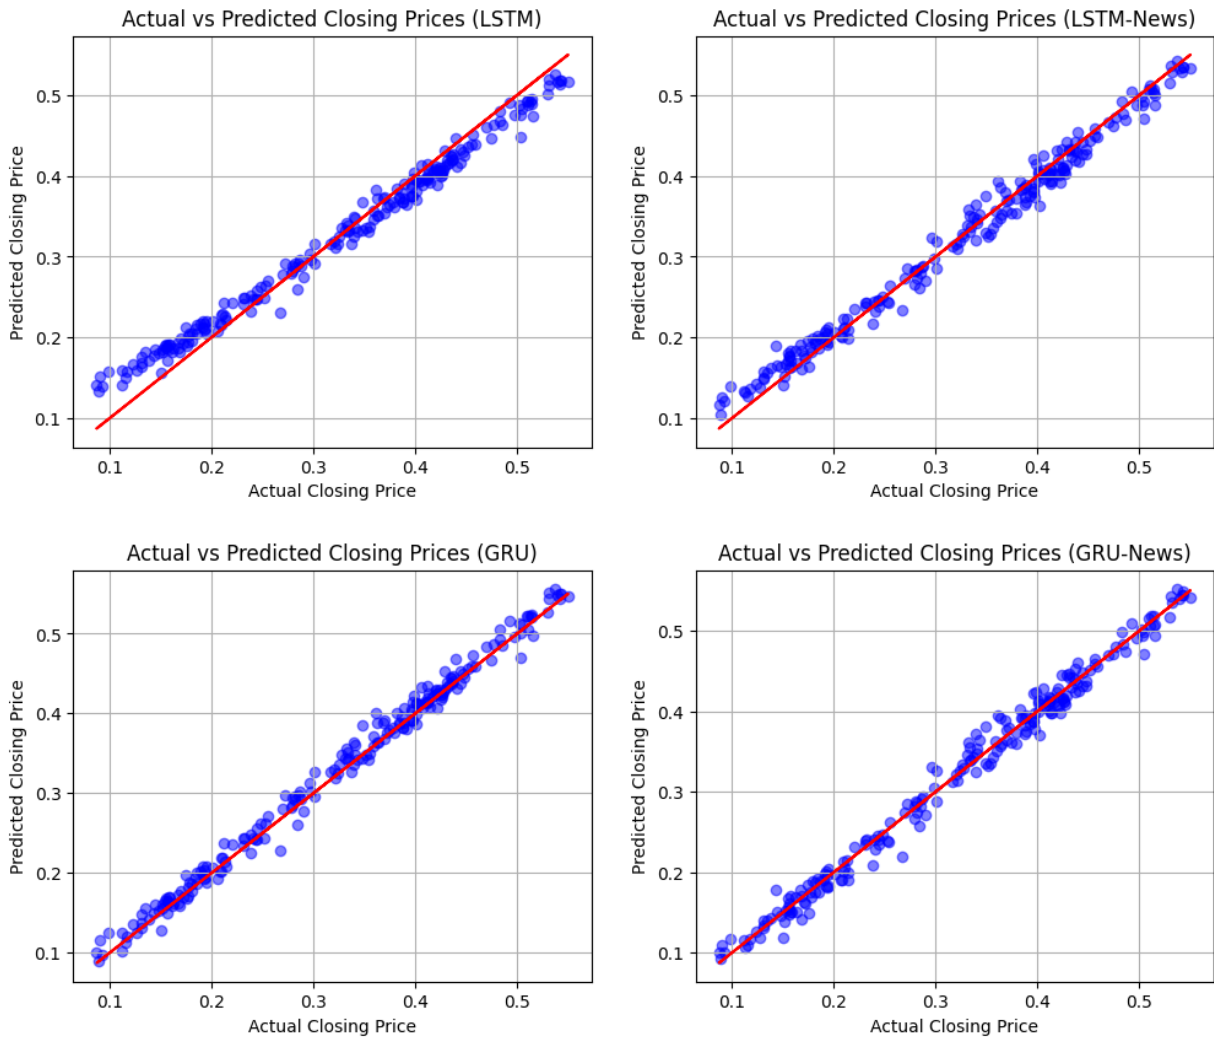 Actual vs Predicted Closing Prices (LSTM)
Predicted Closing Price
0.5
0.4
0.3
0.2
0.1
0.1 0.2 0.3 0.4 0.5
Actual Closing Price
Actual vs Predicted Closing Prices (LSTM-News)
Predicted Closing Price
0.5
0.4
0.3
0.2
0.1
0.1 0.2 0.3 0.4 0.5
Actual Closing Price
Actual vs Predicted Closing Prices (GRU)
Predicted Closing Price
0.5
0.4
0.3
0.2
0.1
0.1 0.2 0.3 0.4 0.5
Actual Closing Price
Actual vs Predicted Closing Prices (GRU-News)
Predicted Closing Price
0.5
0.4
0.3
0.2
0.1
0.1 0.2 0.3 0.4 0.5
Actual Closing Price